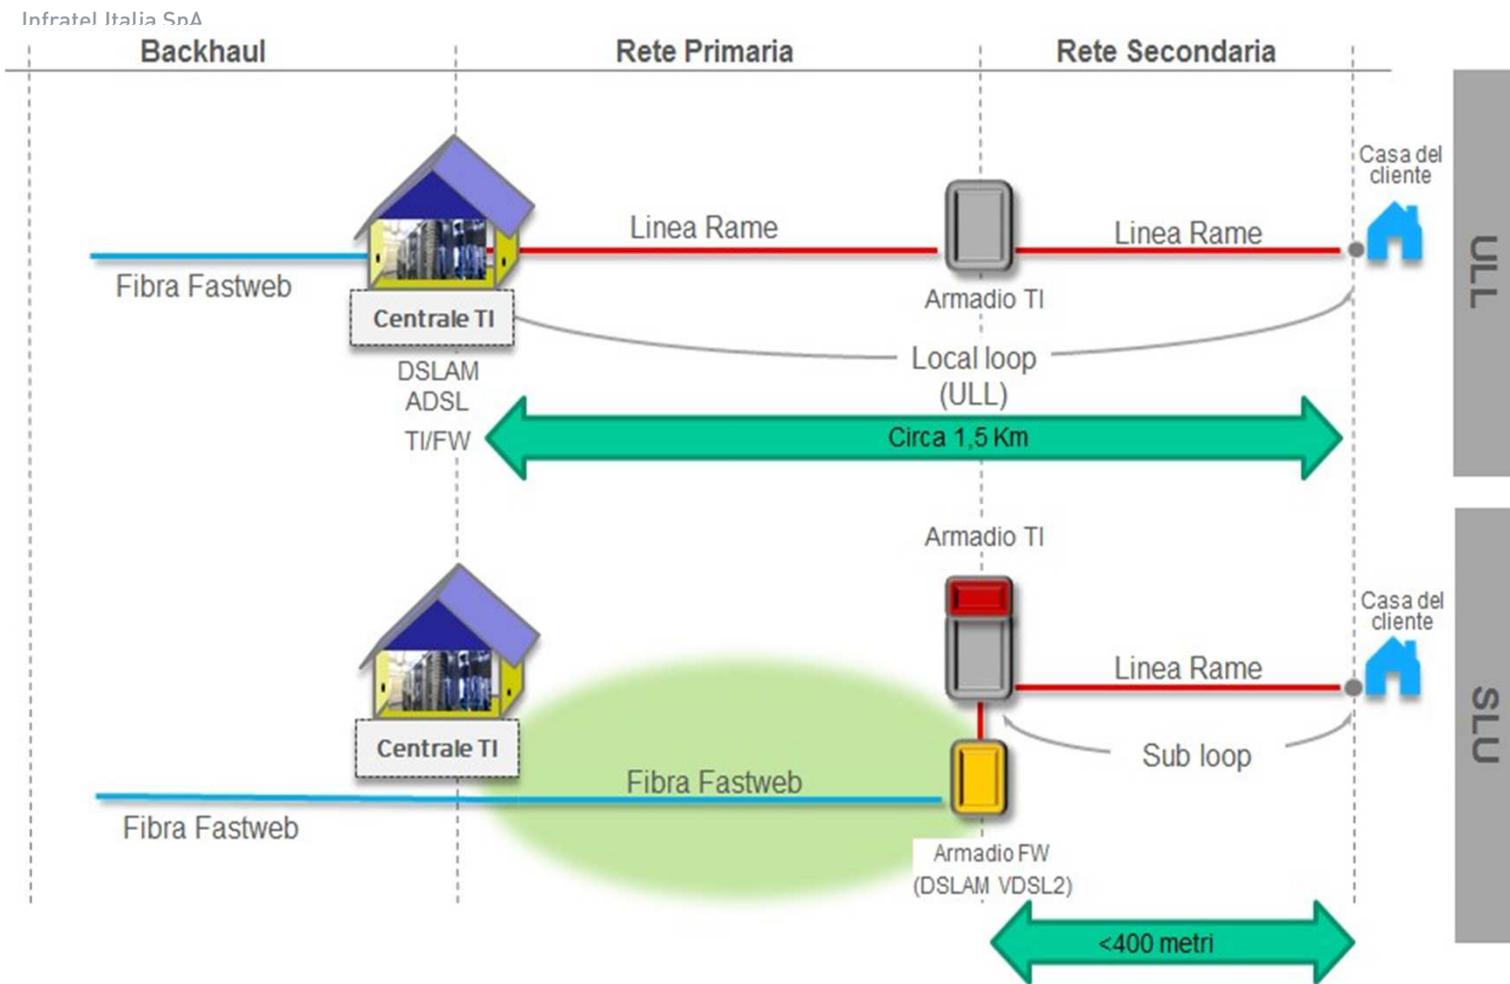 Infratel Italia SpA
Backhaul
Rete Primaria
Rete Secondaria
Casa del
cliente
Linea Rame
Linea Rame
Fibra Fastweb
Armadio TI
Centrale TI
Local loop
(ULL)
DSLAM
ADSL
TI/FW
Circa 1,5 Km
ULL
Armadio TI
Casa del
cliente
Linea Rame
Centrale TI
Sub loop
Fibra Fastweb
Fibra Fastweb
Armadio FW
(DSLAM VDSL2)
<400 metri
SLU